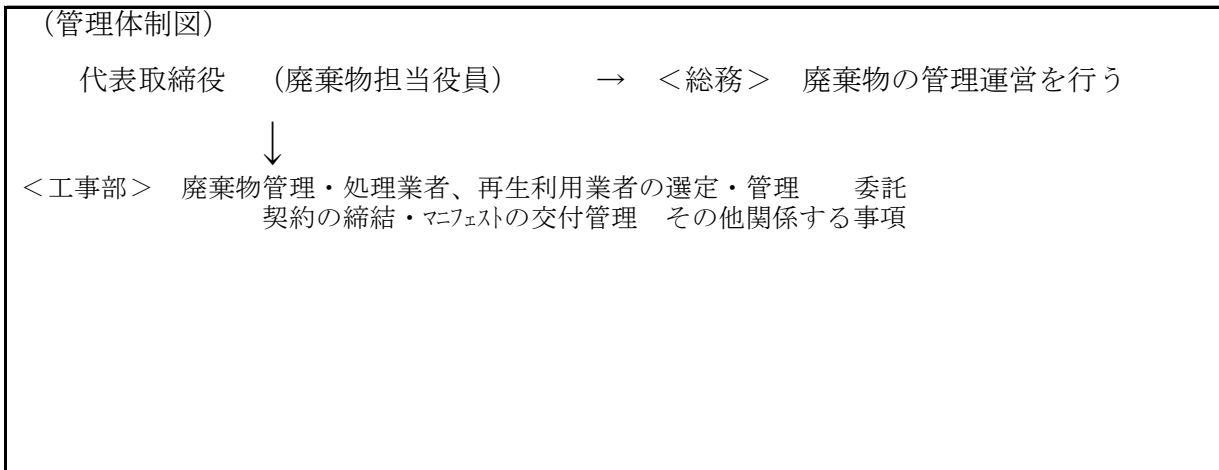 （管理体制図）
代表取締役　（廃棄物担当役員）　　→　＜総務＞　廃棄物の管理運営を行う
↓
＜工事部＞　廃棄物管理・処理業者、再生利用業者の選定・管理　　委託
契約の締結・ﾏﾆﾌｪｽﾄの交付管理　その他関係する事項